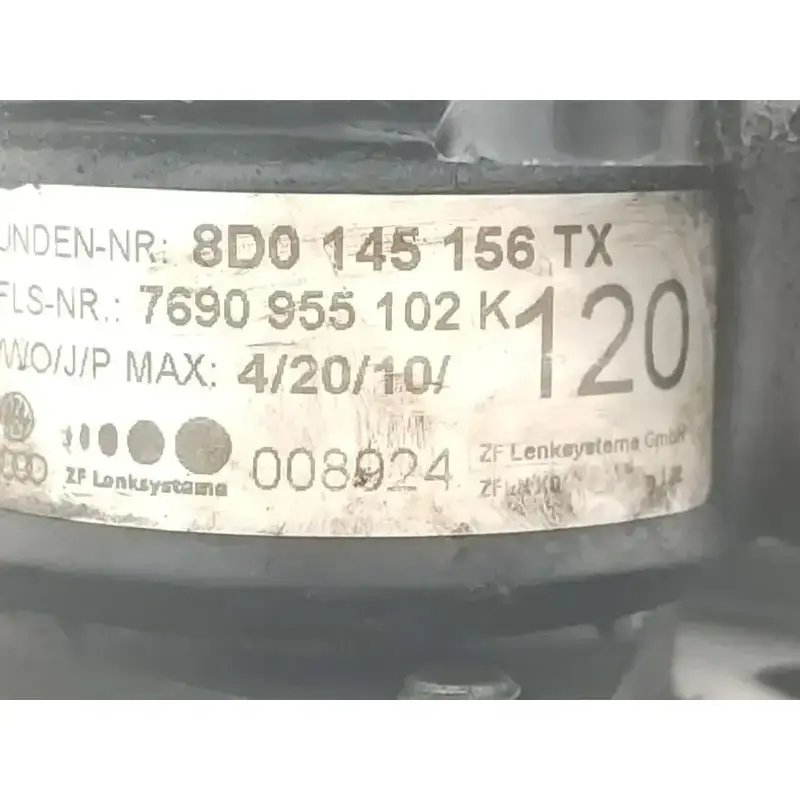 UNDEN-NR: 8D0 145 156 TX
FLS-NR.: 7690 955 102 K
WO/J/P MAX: 4/20/10/
120
ZF Lenksysteme
008924
ZF Lenksysteme GmbH